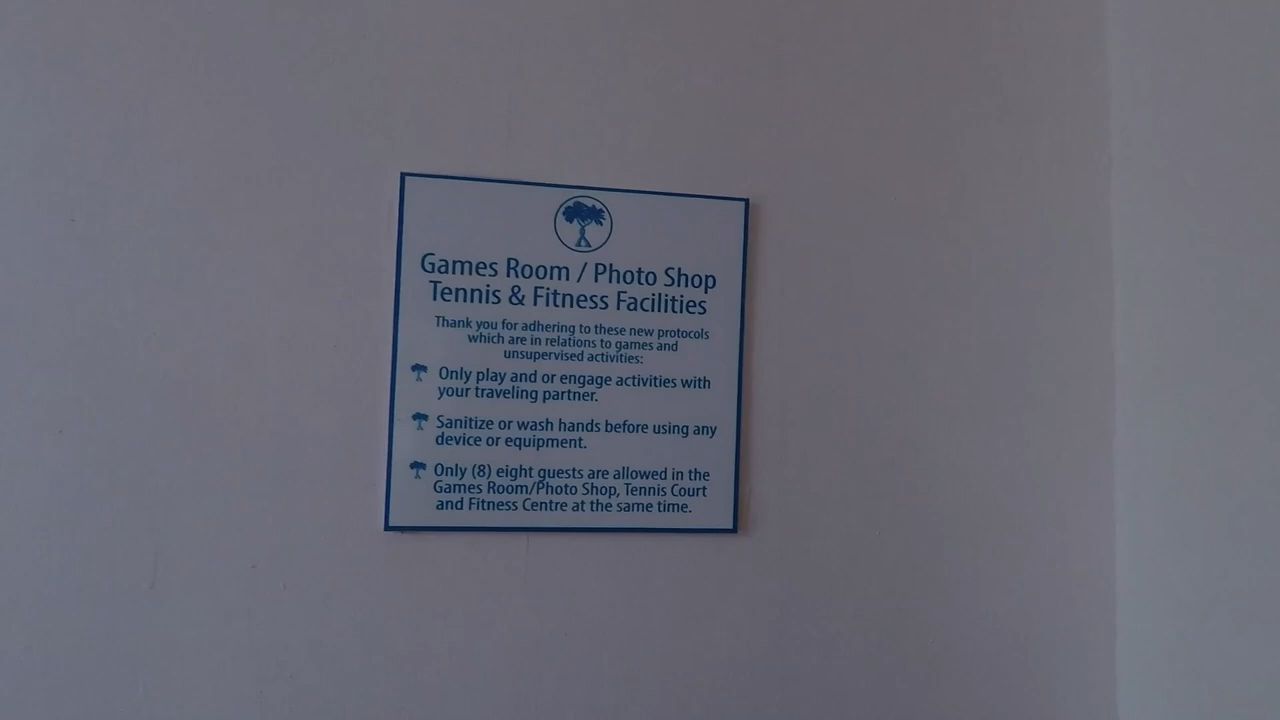 Games Room / Photo Shop
Tennis & Fitness Facilities
Thank you for adhering to these new protocols
which are in relations to games and
unsupervised activities:
Only play and or engage activities with
your traveling partner.
Sanitize or wash hands before using any
device or equipment.
Only (8) eight guests are allowed in the
Games Room/Photo Shop, Tennis Court
and Fitness Centre at the same time.